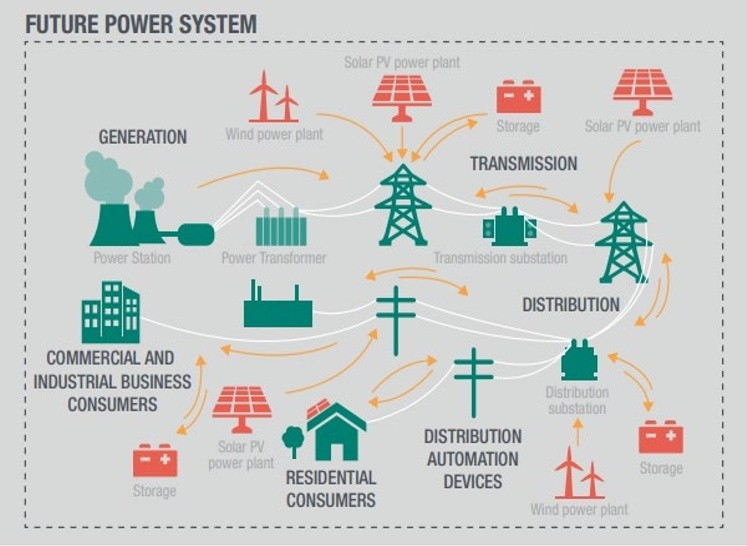 FUTURE POWER SYSTEM
Solar PV power plant
Wind power plant
Storage
Solar PV power plant
GENERATION
TRANSMISSION
Power Station
Power Transformer
Transmission substation
DISTRIBUTION
COMMERCIAL AND
INDUSTRIAL BUSINESS
CONSUMERS
Distribution
substation
Solar PV
power plant
Storage
RESIDENTIAL
CONSUMERS
DISTRIBUTION
AUTOMATION
DEVICES
Storage
Wind power plant